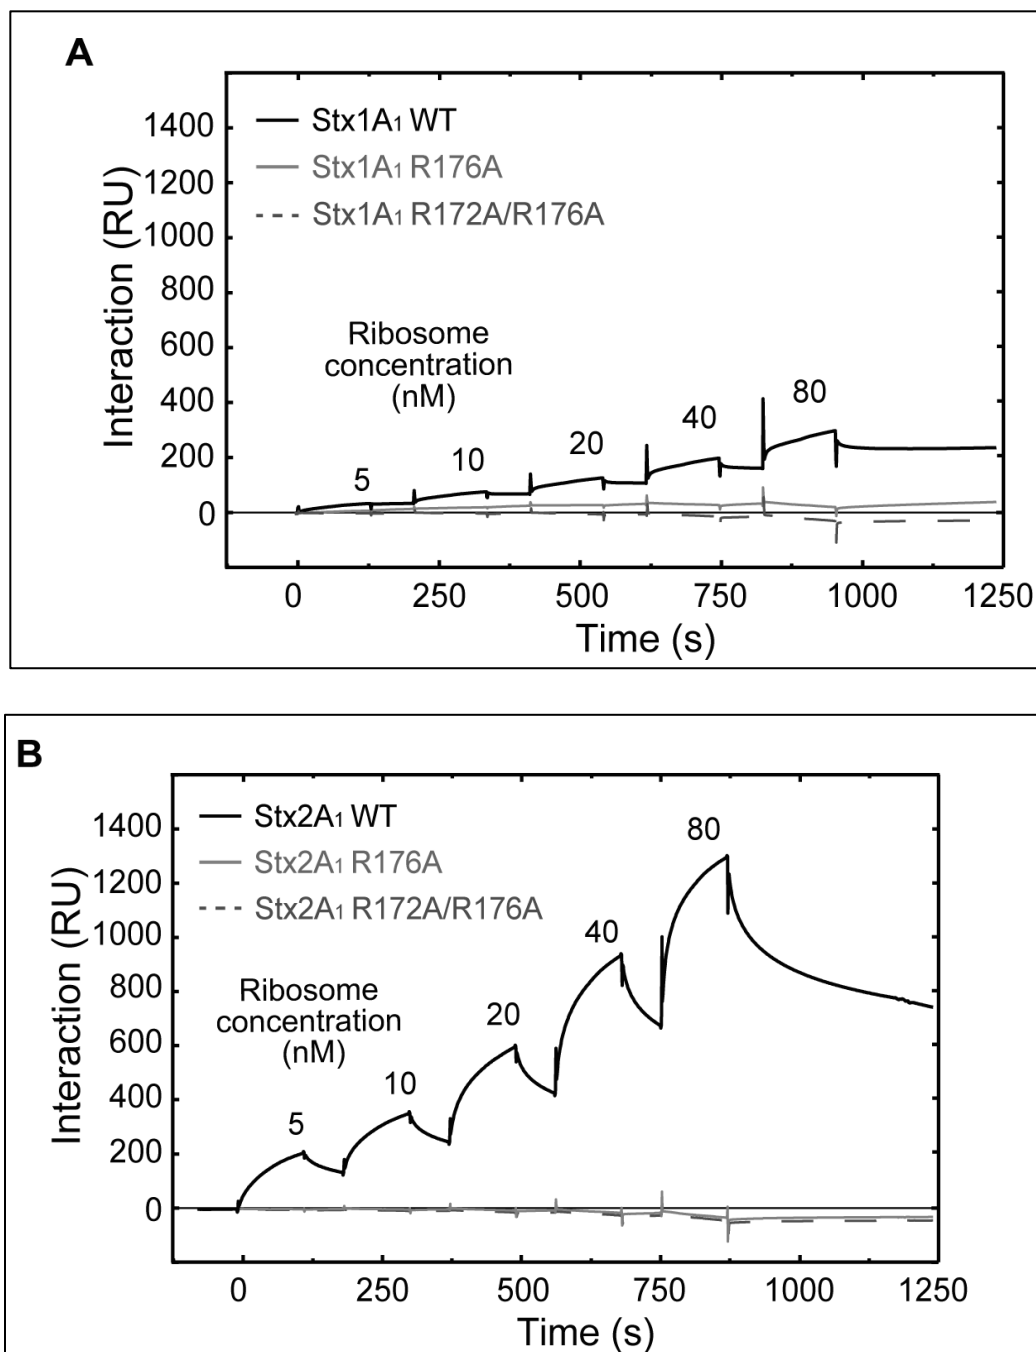 A
Stx1A1 WT
Stx1A1 R176A
Stx1A1 R172A/R176A
Interaction (RU)
1400
1200
1000
800
600
400
200
0
Ribosome
concentration
(nM)
5
10
20
40
80
0 250 500 750 1000 1250
Time (s)
B
Stx2A1 WT
Stx2A1 R176A
Stx2A1 R172A/R176A
Interaction (RU)
1400
1200
1000
800
600
400
200
0
Ribosome
concentration
(nM)
5
10
20
40
80
0 250 500 750 1000 1250
Time (s)